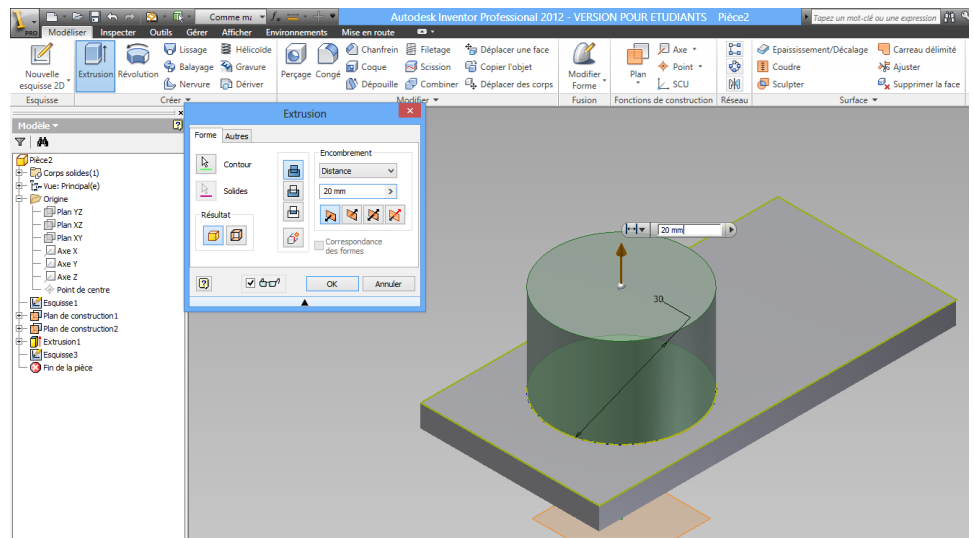 PRO
Comme ma
Autodesk Inventor Professional 2012 - VERSION POUR ETUDIANTS Pièce2
Tapez un mot-clé ou une expression
Modéliser Inspecter Outils Gérer Afficher Environnements Mise en route
Nouvelle esquisse 2D
Extrusion
Révolution
Lissage
Balayage
Nervure
Hélicoïde
Gravure
Dériver
Perçage
Congé
Chanfrein
Coque
Dépouille
Filetage
Scission
Combiner
Déplacer une face
Copier l'objet
Déplacer des corps
Modifier Forme
Plan
Axe
Point
SCU
Epaississement/Décalage
Coudre
Sculpter
Carreau délimité
Ajuster
Supprimer la face
Esquisse
Créer
Modifier
Fusion
Fonctions de construction
Réseau
Surface
Modèle
Pièce2
Corps solides(1)
Vue: Principal(e)
Origine
Plan YZ
Plan XZ
Plan XY
Axe X
Axe Y
Axe Z
Point de centre
Esquisse1
Plan de construction1
Plan de construction2
Extrusion1
Esquisse3
Fin de la pièce
Extrusion
Forme Autres
Contour
Solides
Résultat
Encombrement
Distance
20 mm
Correspondance
des formes
OK
Annuler
20 mm
30